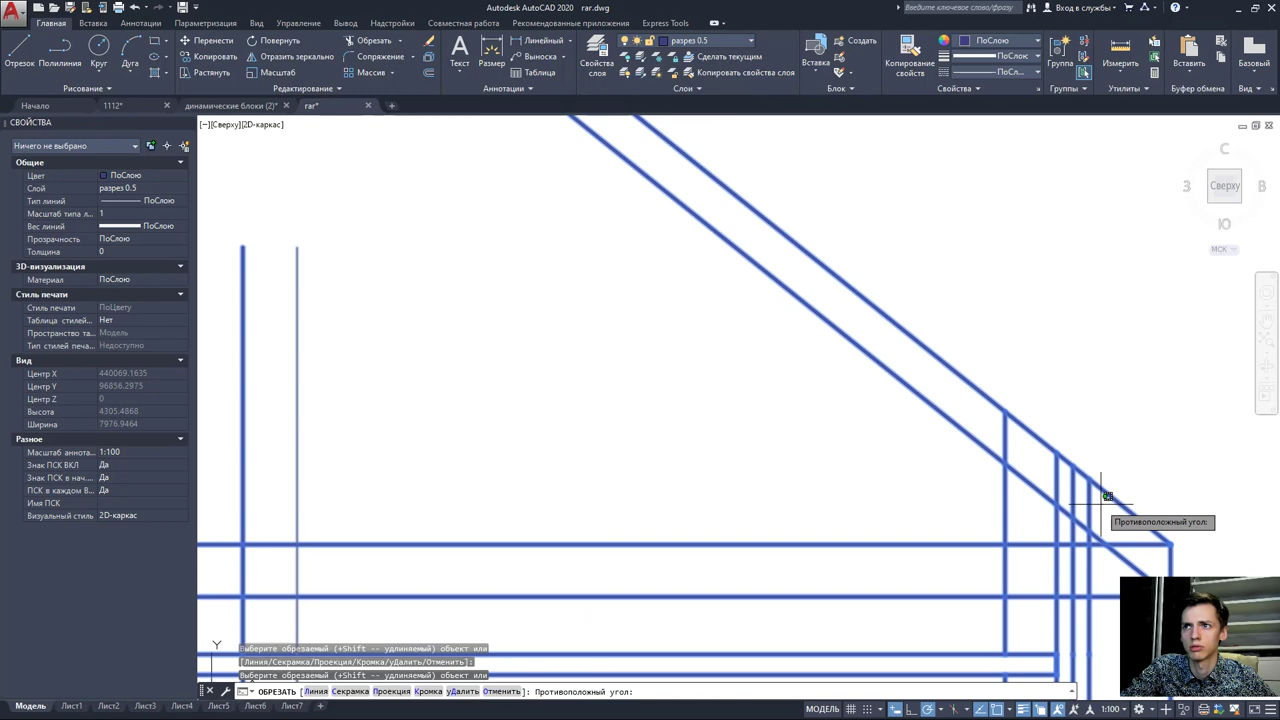 Autodesk AutoCAD 2020 rar.dwg
Введите ключевое слово/фразу
Вход в службы
Главная Вставка Аннотации Параметризация Вид Управление Вывод Надстройки Совместная работа Рекомендованные приложения Express Tools
Отрезок Полилиния Круг Дуга
Перенести Повернуть Обрезать
Копировать Отразить зеркально Сопряжение
Растянуть Масштаб Массив
Текст Размер
Линейный
Выноска
Таблица
Свойства слоя
разрез 0.5
Сделать текущим
Копировать свойства слоя
Вставка
Создать
Копирование свойств
ПоСлою
ПоСлою
ПоСл...
Группа
Измерить
Вставить
Базовый
Рисование Редактирование Аннотации Слои Блок Свойства Группы Утилиты Буфер обмена Вид
Начало 1112* динамические блоки (2)* rar*
СВОЙСТВА
[−][Сверху][2D-каркас]
Ничего не выбрано
Общие
Цвет ПоСлою
Слой разрез 0.5
Тип линий ПоСлою
Масштаб типа л... 1
Вес линий ПоСлою
Прозрачность ПоСлою
Толщина 0
3D-визуализация
Материал ПоСлою
Стиль печати
Стиль печати ПоЦвету
Таблица стилей... Нет
Пространство та... Модель
Тип стилей печа... Недоступно
Вид
Центр X 440069.1635
Центр Y 96856.2975
Центр Z 0
Высота 4305.4868
Ширина 7976.9464
Разное
Масштаб аннота... 1:100
Знак ПСК ВКЛ Да
Знак ПСК в нач.... Да
ПСК в каждом В... Да
Имя ПСК
Визуальный стиль 2D-каркас
С
З Сверху В
Ю
МСК
Противоположный угол:
Y
Выберите обрезаемый (+Shift -- удлиняемый) объект или
[Линия/Секрамка/Проекция/Кромка/уДалить/Отменить]:
Выберите обрезаемый (+Shift -- удлиняемый) объект или
ОБРЕЗАТЬ [Линия Секрамка Проекция Кромка уДалить Отменить]: Противоположный угол:
Модель Лист1 Лист2 Лист3 Лист4 Лист5 Лист6 Лист7 +
МОДЕЛЬ 1:100